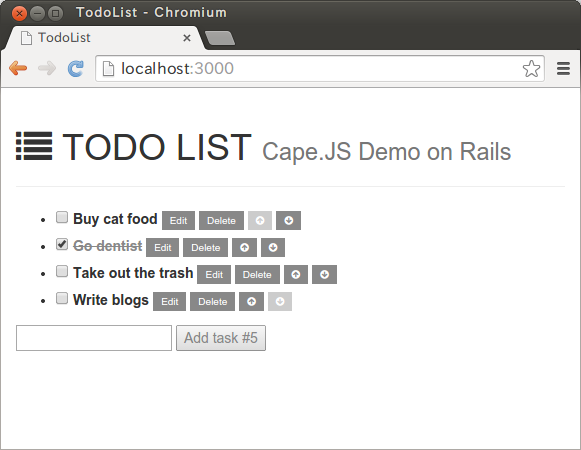 TodoList - Chromium
TodoList
localhost:3000
TODO LIST Cape.JS Demo on Rails
Buy cat food Edit Delete
Go dentist Edit Delete
Take out the trash Edit Delete
Write blogs Edit Delete
Add task #5